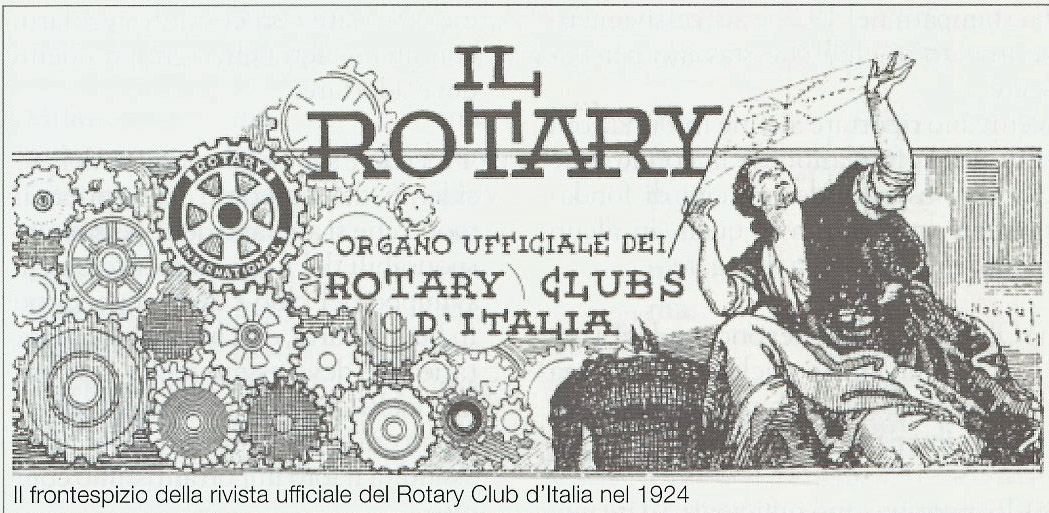 IL
ROTARY
ROTARY
INTERNATIONAL
ORGANO UFFICIALE DEI
ROTARY CLUBS
D'ITALIA
Il frontespizio della rivista ufficiale del Rotary Club d'Italia nel 1924